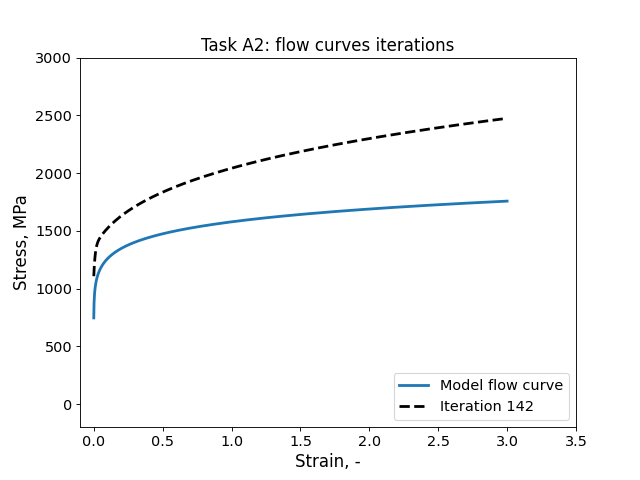 Task A2: flow curves iterations
3000
2500
2000
1500
1000
500
0
Stress, MPa
0.0 0.5 1.0 1.5 2.0 2.5 3.0 3.5
Strain, -
Model flow curve
Iteration 142